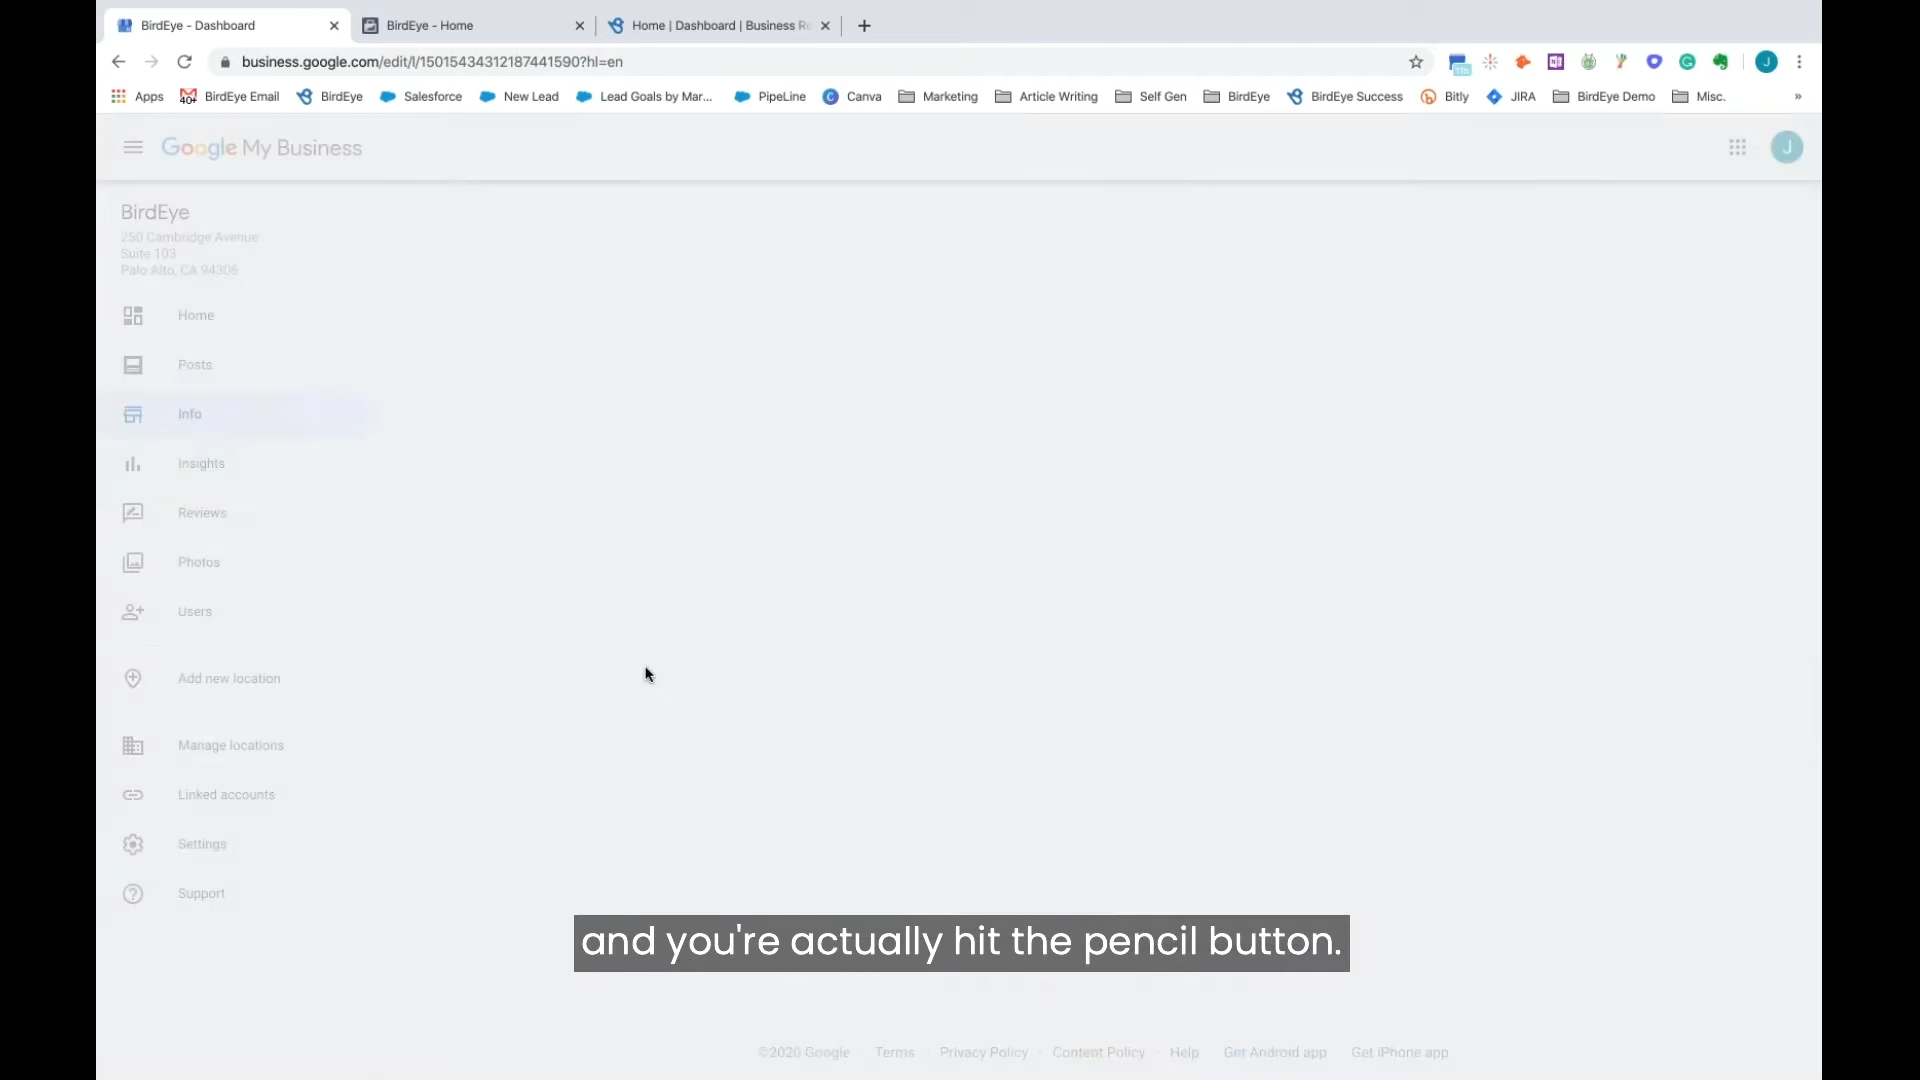 BirdEye - Dashboard
BirdEye - Home
Home | Dashboard | Business Re
business.google.com/edit/l/15015434312187441590?hl=en
11h
J
Apps
40+
BirdEye Email
BirdEye
Salesforce
New Lead
Lead Goals by Mar...
PipeLine
Canva
Marketing
Article Writing
Self Gen
BirdEye
BirdEye Success
Bitly
JIRA
BirdEye Demo
Misc.
»
Google My Business
J
BirdEye
250 Cambridge Avenue
Suite 103
Palo Alto, CA 94306
Home
Posts
Info
Insights
Reviews
Photos
Users
Add new location
Manage locations
Linked accounts
Settings
Support
and you're actually hit the pencil button.
©2020 Google - Terms - Privacy Policy - Content Policy - Help Get Android app Get iPhone app